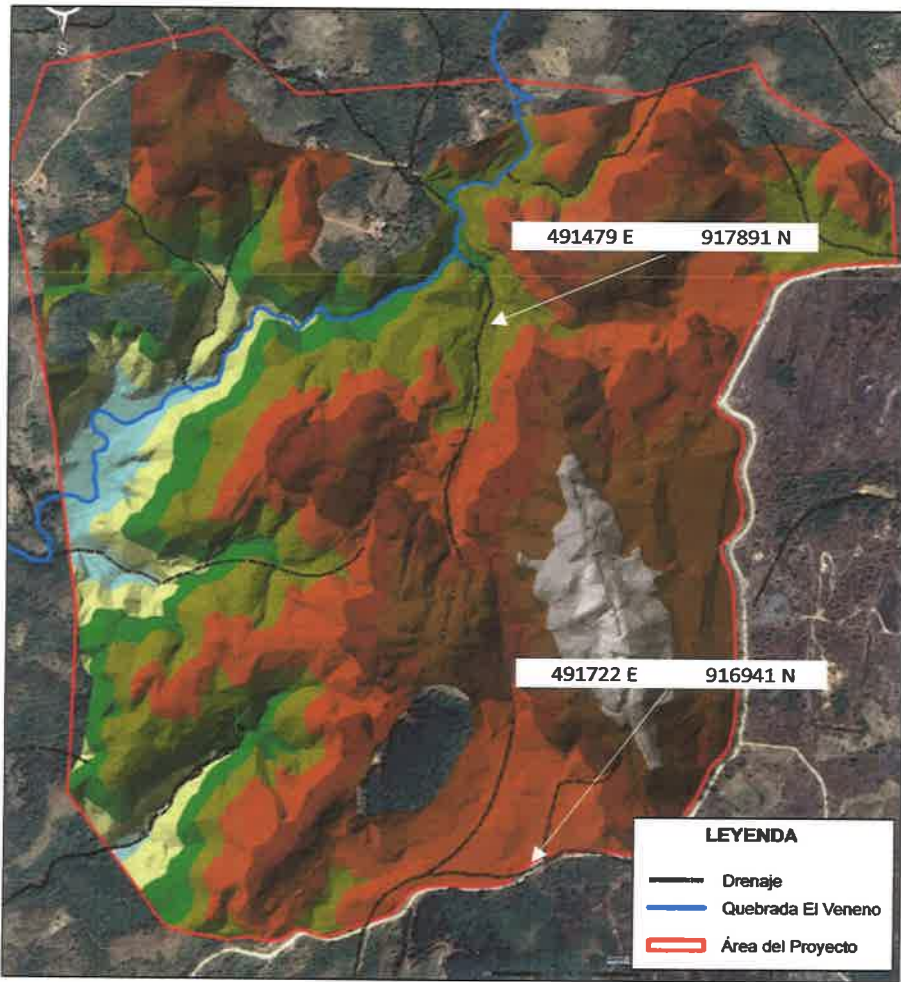 S
491479 E 917891 N
491722 E 916941 N
LEYENDA
Drenaje
Quebrada El Veneno
Área del Proyecto